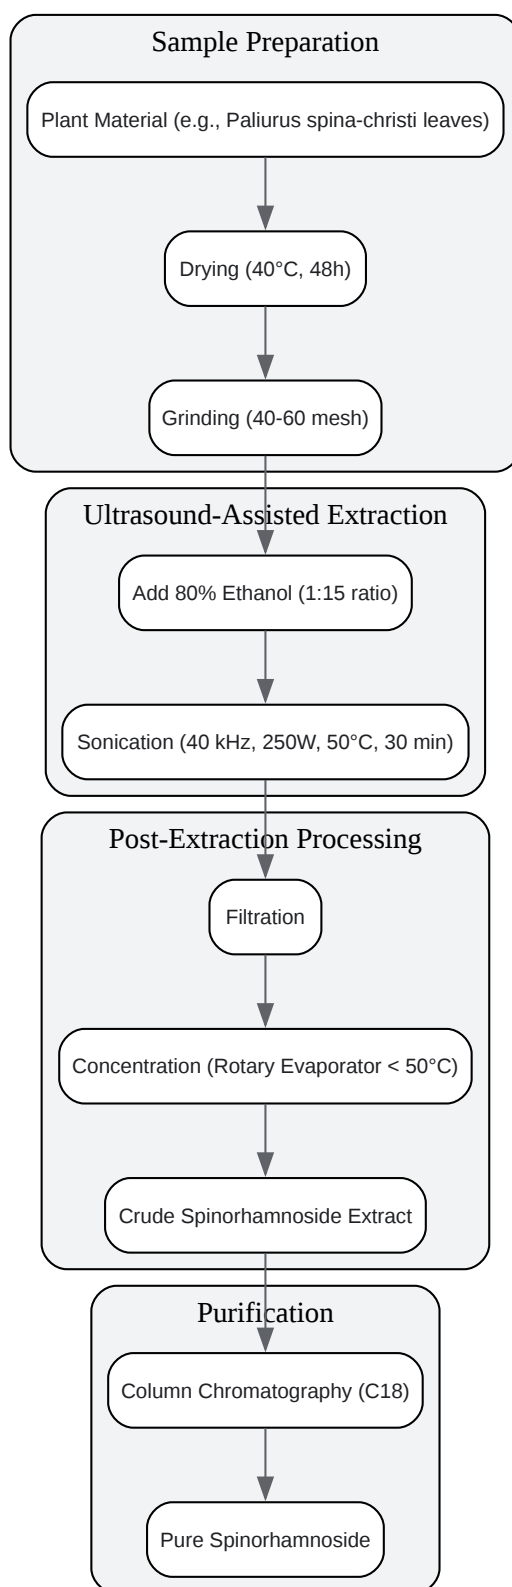 Sample Preparation
Plant Material (e.g., Paliurus spina-christi leaves)
Drying (40°C, 48h)
Grinding (40-60 mesh)
Ultrasound-Assisted Extraction
Add 80% Ethanol (1:15 ratio)
Sonication (40 kHz, 250W, 50°C, 30 min)
Post-Extraction Processing
Filtration
Concentration (Rotary Evaporator < 50°C)
Crude Spinorhamnoside Extract
Purification
Column Chromatography (C18)
Pure Spinorhamnoside